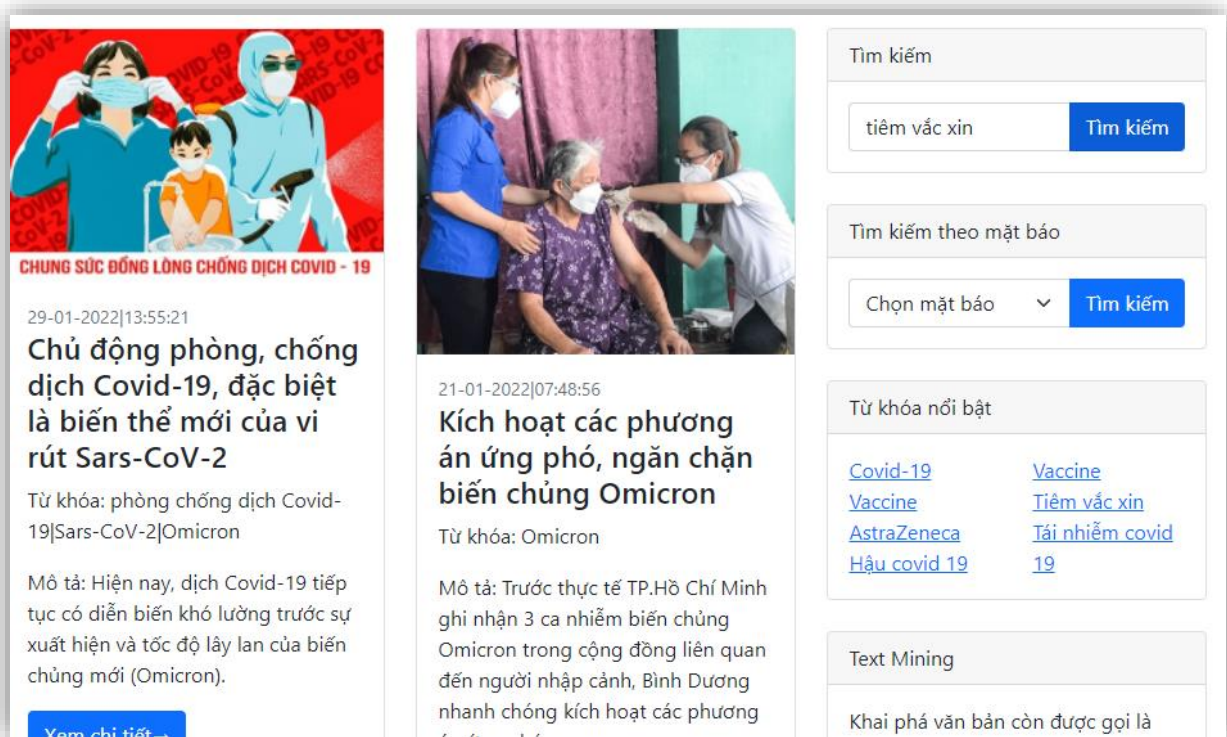 CHUNG SỨC ĐỒNG LÒNG CHỐNG DỊCH COVID - 19
29-01-2022|13:55:21
Chủ động phòng, chống
dịch Covid-19, đặc biệt
là biến thể mới của vi
rút Sars-CoV-2
Từ khóa: phòng chống dịch Covid-
19|Sars-CoV-2|Omicron
Mô tả: Hiện nay, dịch Covid-19 tiếp
tục có diễn biến khó lường trước sự
xuất hiện và tốc độ lây lan của biến
chủng mới (Omicron).
Xem chi tiết→
21-01-2022|07:48:56
Kích hoạt các phương
án ứng phó, ngăn chặn
biến chủng Omicron
Từ khóa: Omicron
Mô tả: Trước thực tế TP.Hồ Chí Minh
ghi nhận 3 ca nhiễm biến chủng
Omicron trong cộng đồng liên quan
đến người nhập cảnh, Bình Dương
nhanh chóng kích hoạt các phương
Tìm kiếm
tiêm vắc xin
Tìm kiếm
Tìm kiếm theo mặt báo
Chọn mặt báo
Tìm kiếm
Từ khóa nổi bật
Covid-19
Vaccine
AstraZeneca
Hậu covid 19
Vaccine
Tiêm vắc xin
Tái nhiễm covid
19
Text Mining
Khai phá văn bản còn được gọi là